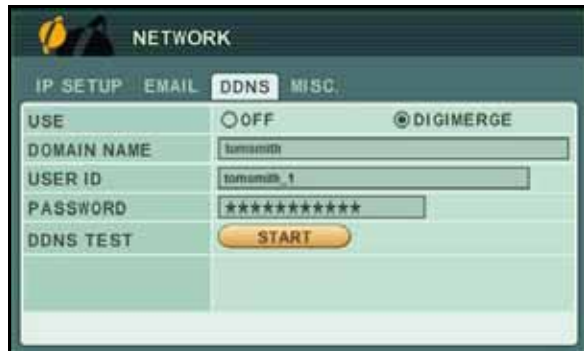 NETWORK
IP SETUP EMAIL DDNS MISC.
USE OFF DIGIMERGE
DOMAIN NAME tomsmith
USER ID tomsmith_1
PASSWORD ***********
DDNS TEST START